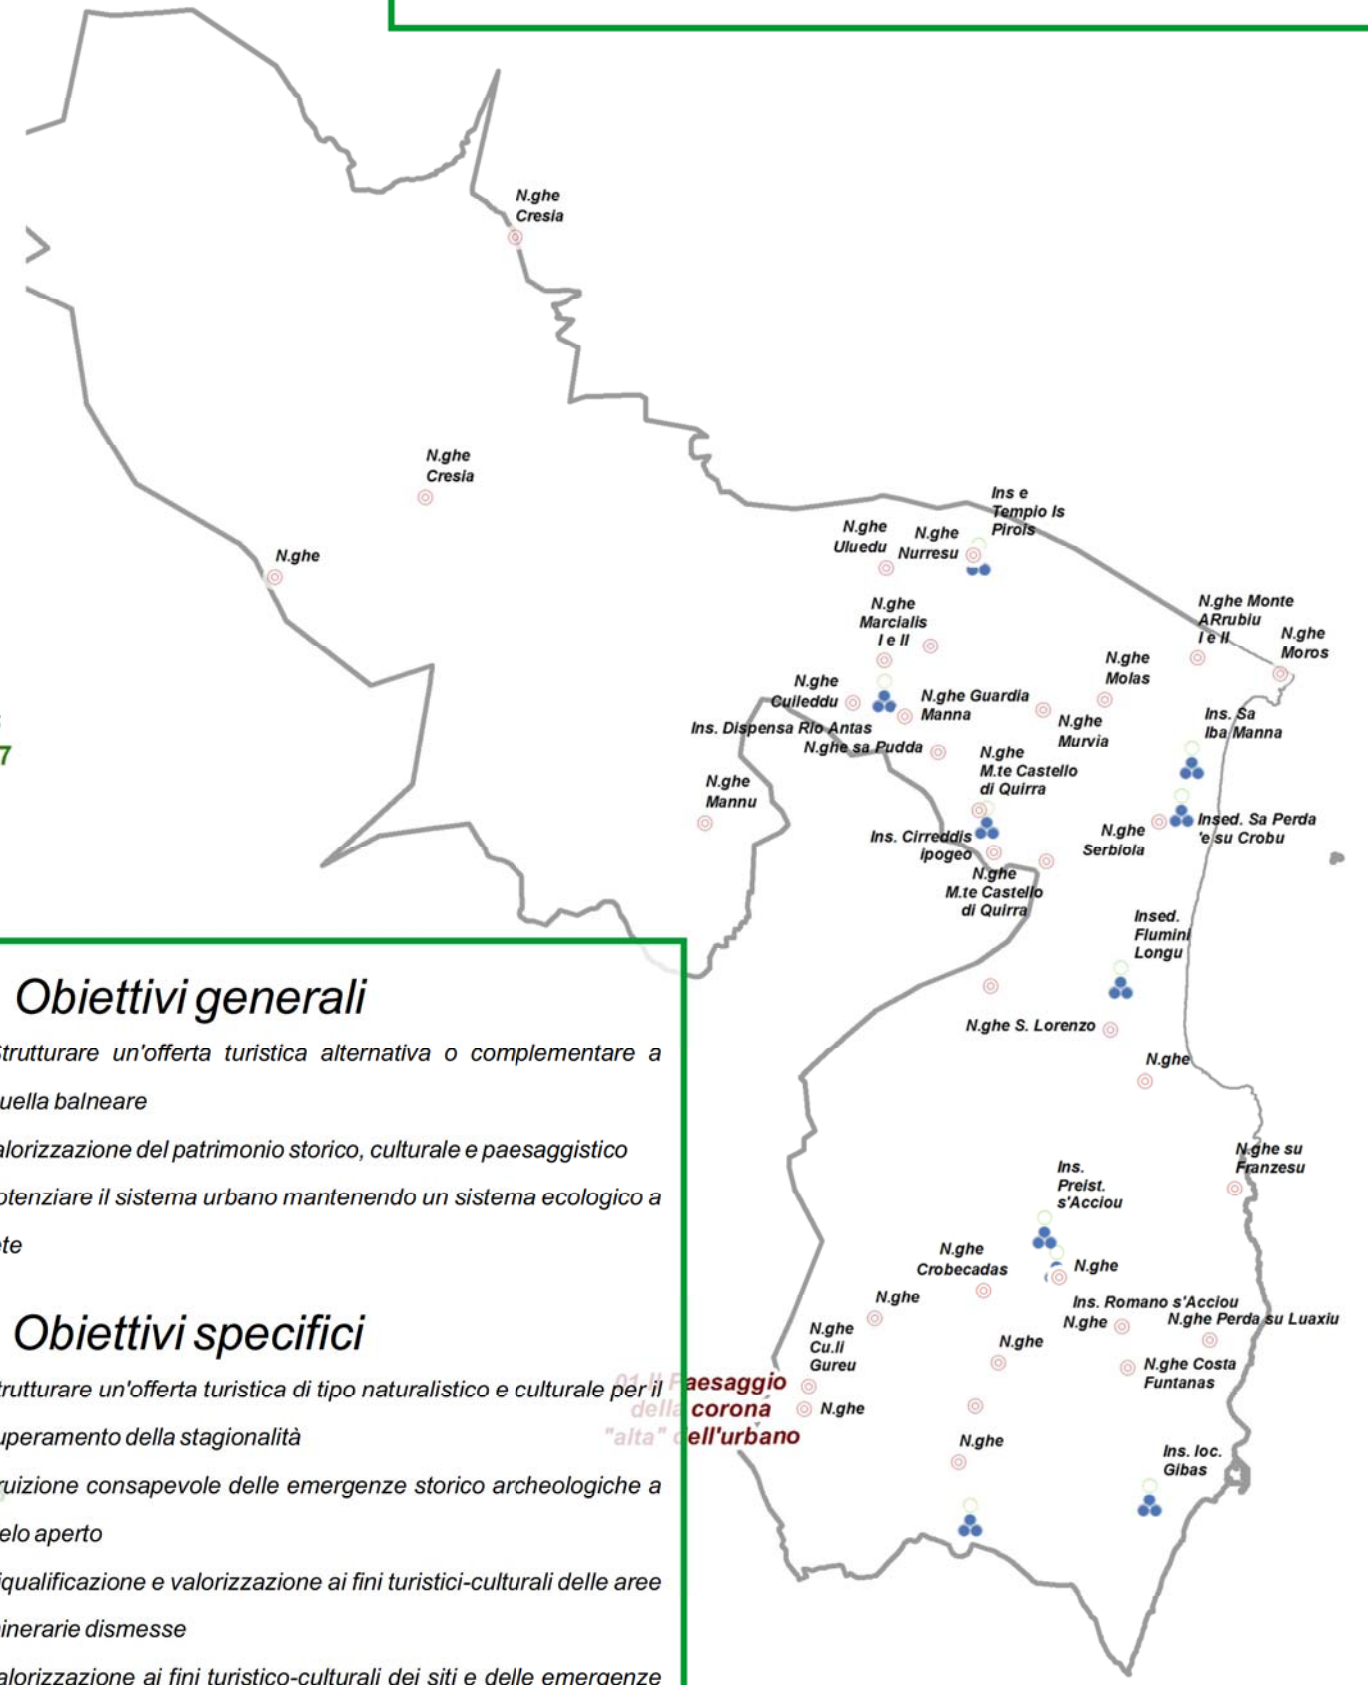 N.ghe
Cresia
N.ghe
Cresia
N.ghe
Ins e
Tempio Is
Pirois
N.ghe
Uluedu
N.ghe
Nurresu
N.ghe
Marcialis
I e II
N.ghe Monte
ARrubiu
I e II
N.ghe
Moros
N.ghe
Molas
N.ghe
Cuileddu
N.ghe Guardia
Manna
N.ghe
Murvia
Ins. Sa
Iba Manna
Ins. Dispensa Rio Antas
N.ghe sa Pudda
7
N.ghe
M.te Castello
di Quirra
N.ghe
Mannu
Ins. Cirreddis
ipogeo
N.ghe
Serbiola
Insed. Sa Perda
'e su Crobu
N.ghe
M.te Castello
di Quirra
Insed.
Flumini
Longu
N.ghe S. Lorenzo
N.ghe
N.ghe su
Franzesu
Ins.
Preist.
s'Acciou
N.ghe
Crobecadas
N.ghe
N.ghe
Ins. Romano s'Acciou
N.ghe
N.ghe Perda su Luaxiu
N.ghe
Cu.li
Gureu
N.ghe
N.ghe Costa
Funtanas
N.ghe
N.ghe
Ins. loc.
Gibas
01.Il Paesaggio
della corona
"alta" dell'urbano
Obiettivi generali
Strutturare un'offerta turistica alternativa o complementare a
uella balneare
alorizzazione del patrimonio storico, culturale e paesaggistico
otenziare il sistema urbano mantenendo un sistema ecologico a
ete
Obiettivi specifici
trutturare un'offerta turistica di tipo naturalistico e culturale per il
uperamento della stagionalità
ruizione consapevole delle emergenze storico archeologiche a
ielo aperto
iqualificazione e valorizzazione ai fini turistici-culturali delle aree
inerarie dismesse
alorizzazione ai fini turistico-culturali dei siti e delle emergenze